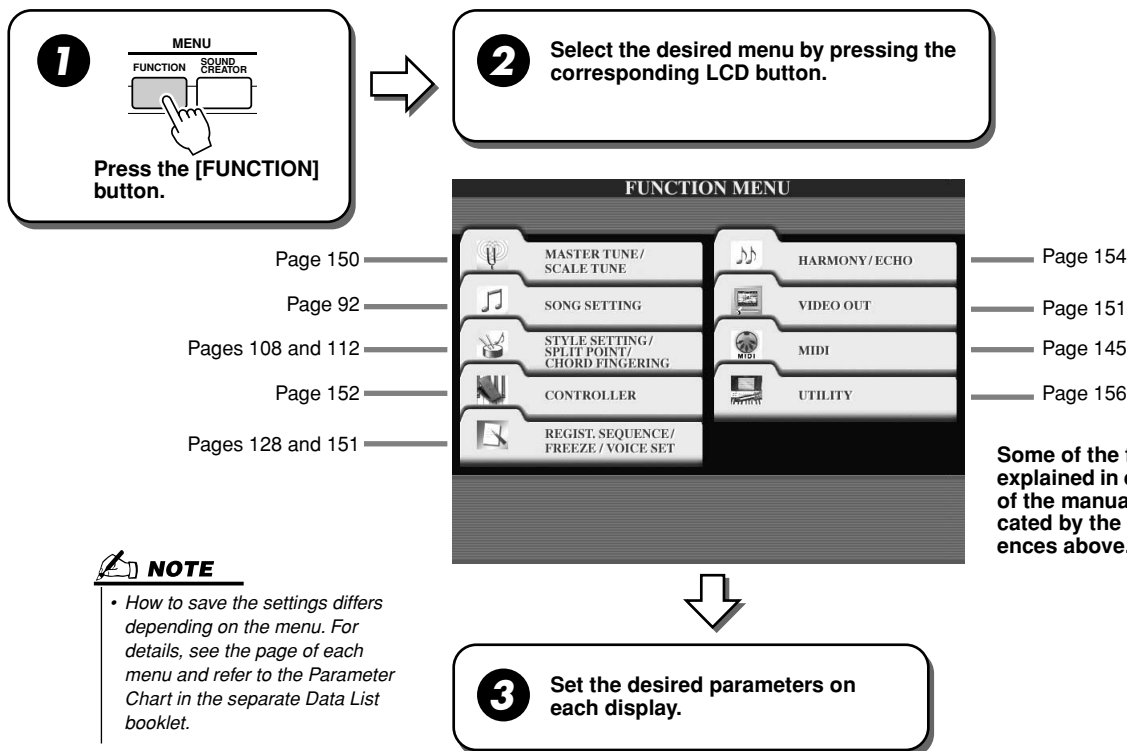 1
MENU
FUNCTION
SOUND
CREATOR
Press the [FUNCTION]
button.
2
Select the desired menu by pressing the
corresponding LCD button.
FUNCTION MENU
Page 150
MASTER TUNE/
SCALE TUNE
HARMONY/ECHO
Page 154
Page 92
SONG SETTING
VIDEO OUT
Page 151
Pages 108 and 112
STYLE SETTING/
SPLIT POINT/
CHORD FINGERING
MIDI
MIDI
Page 145
Page 152
CONTROLLER
UTILITY
Page 156
Pages 128 and 151
REGIST. SEQUENCE/
FREEZE/VOICE SET
Some of the
explained in
of the manua
cated by the
ences above.
NOTE
• How to save the settings differs
depending on the menu. For
details, see the page of each
menu and refer to the Parameter
Chart in the separate Data List
booklet.
3
Set the desired parameters on
each display.